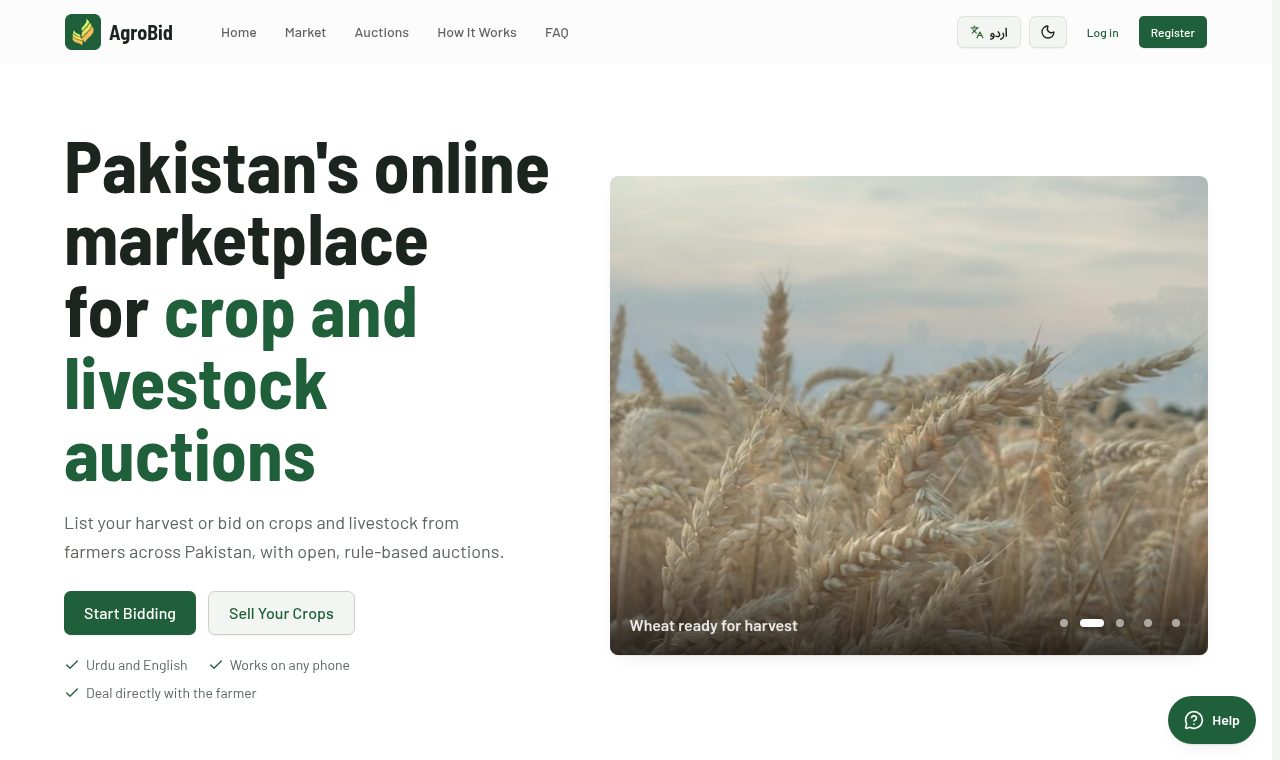 AgroBid
Home
Market
Auctions
How It Works
FAQ
اردو
Log in
Register
Pakistan's online
marketplace
for crop and
livestock
auctions
List your harvest or bid on crops and livestock from
farmers across Pakistan, with open, rule-based auctions.
Start Bidding
Sell Your Crops
Urdu and English
Works on any phone
Deal directly with the farmer
Wheat ready for harvest
Help